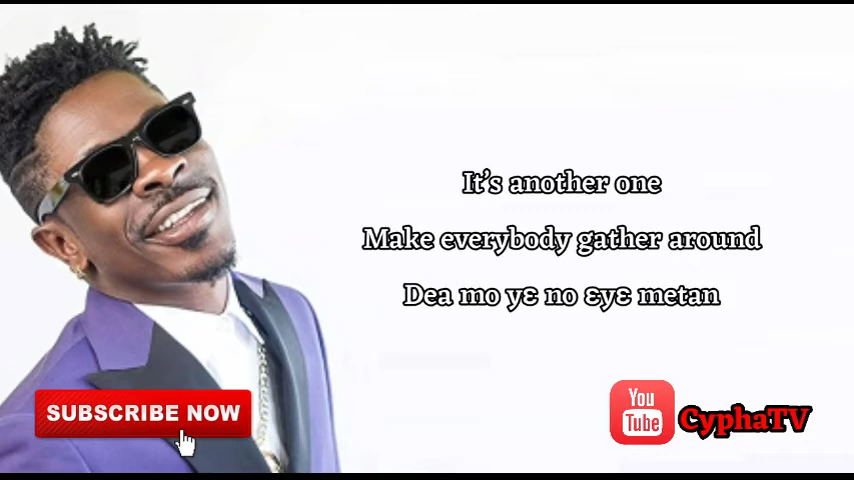 It's another one
Make everybody gather around
Dea mo yɛ no ɛyɛ metan
SUBSCRIBE NOW
You
Tube
CyphaTV